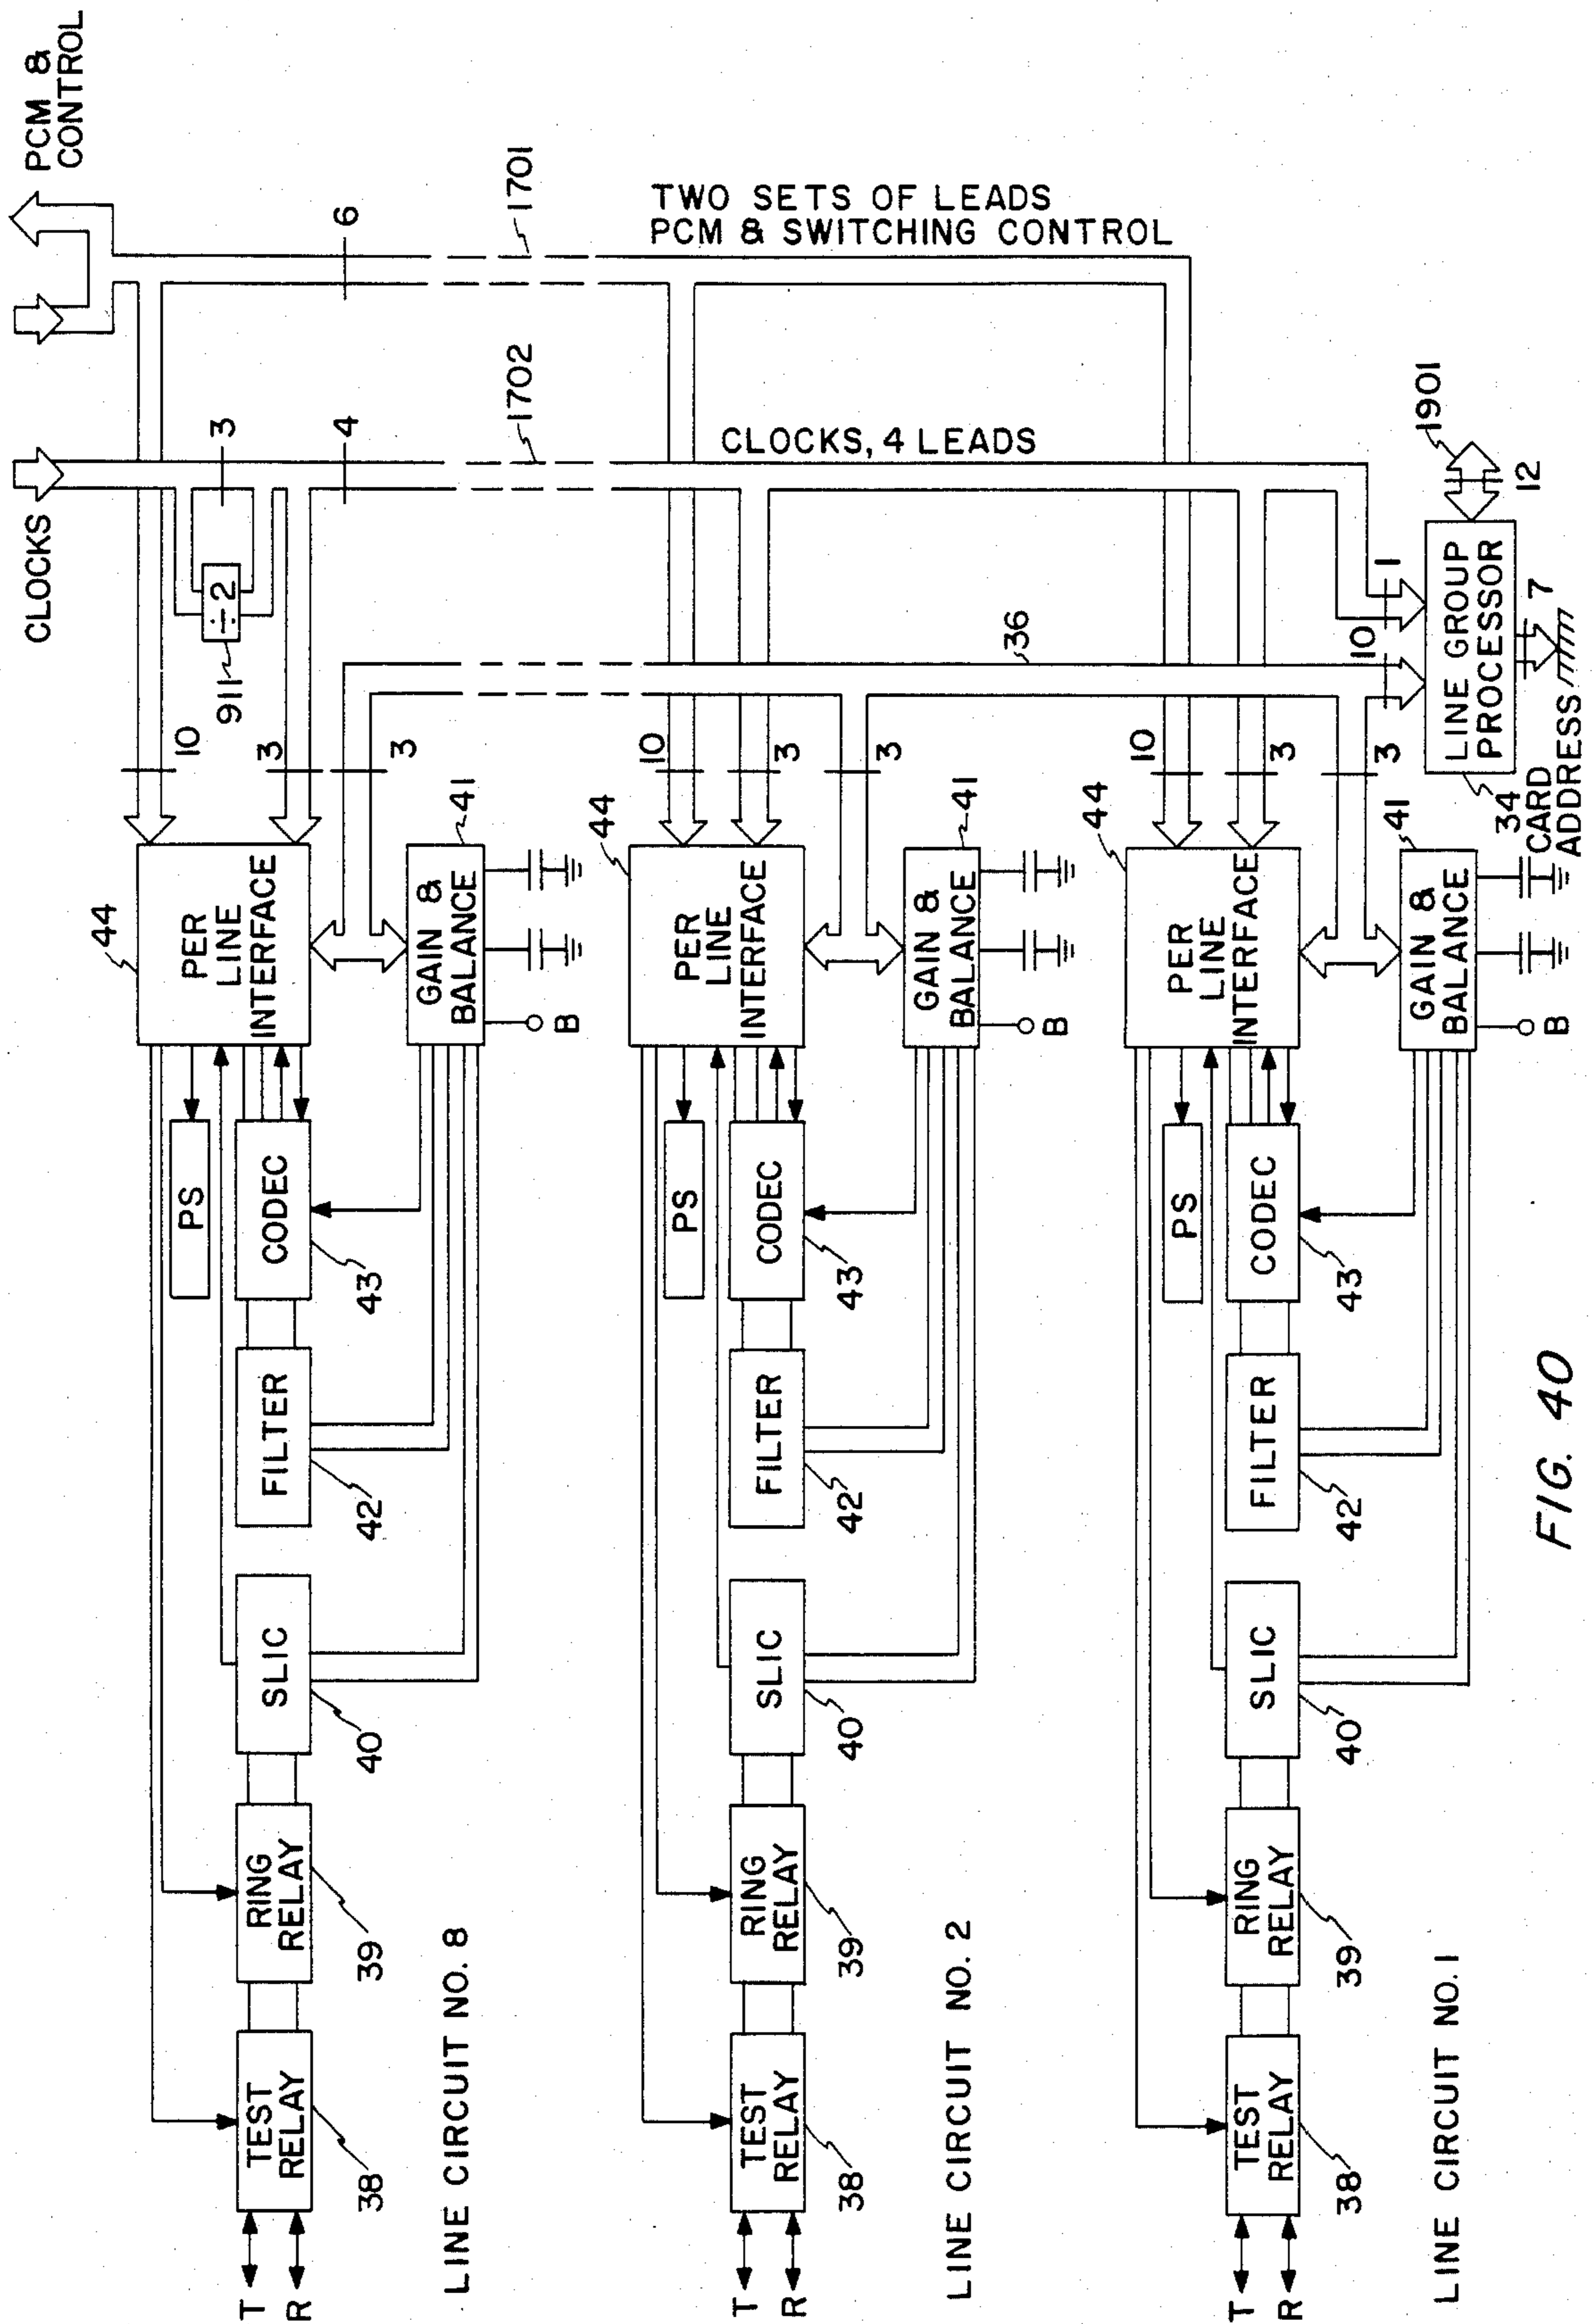 PCM &
CONTROL
CLOCKS
T
R
TEST
RELAY
38
RING
RELAY
39
SLIC
40
FILTER
42
CODEC
43
PS
44
PER
LINE
INTERFACE
GAIN &
BALANCE
41
B
10
3
3
911
÷2
3
4
6
LINE CIRCUIT NO. 8
1702
1701
T
R
TEST
RELAY
38
RING
RELAY
39
SLIC
40
FILTER
42
CODEC
43
PS
44
PER
LINE
INTERFACE
GAIN &
BALANCE
41
B
10
3
3
LINE CIRCUIT NO. 2
TWO SETS OF LEADS
PCM & SWITCHING CONTROL
CLOCKS, 4 LEADS
36
T
R
TEST
RELAY
38
RING
RELAY
39
SLIC
40
FILTER
42
CODEC
43
PS
44
PER
LINE
INTERFACE
GAIN &
BALANCE
41
B
10
3
3
LINE CIRCUIT NO. 1
10
1
LINE GROUP
PROCESSOR
34
1901
12
7
CARD
ADDRESS
FIG. 40